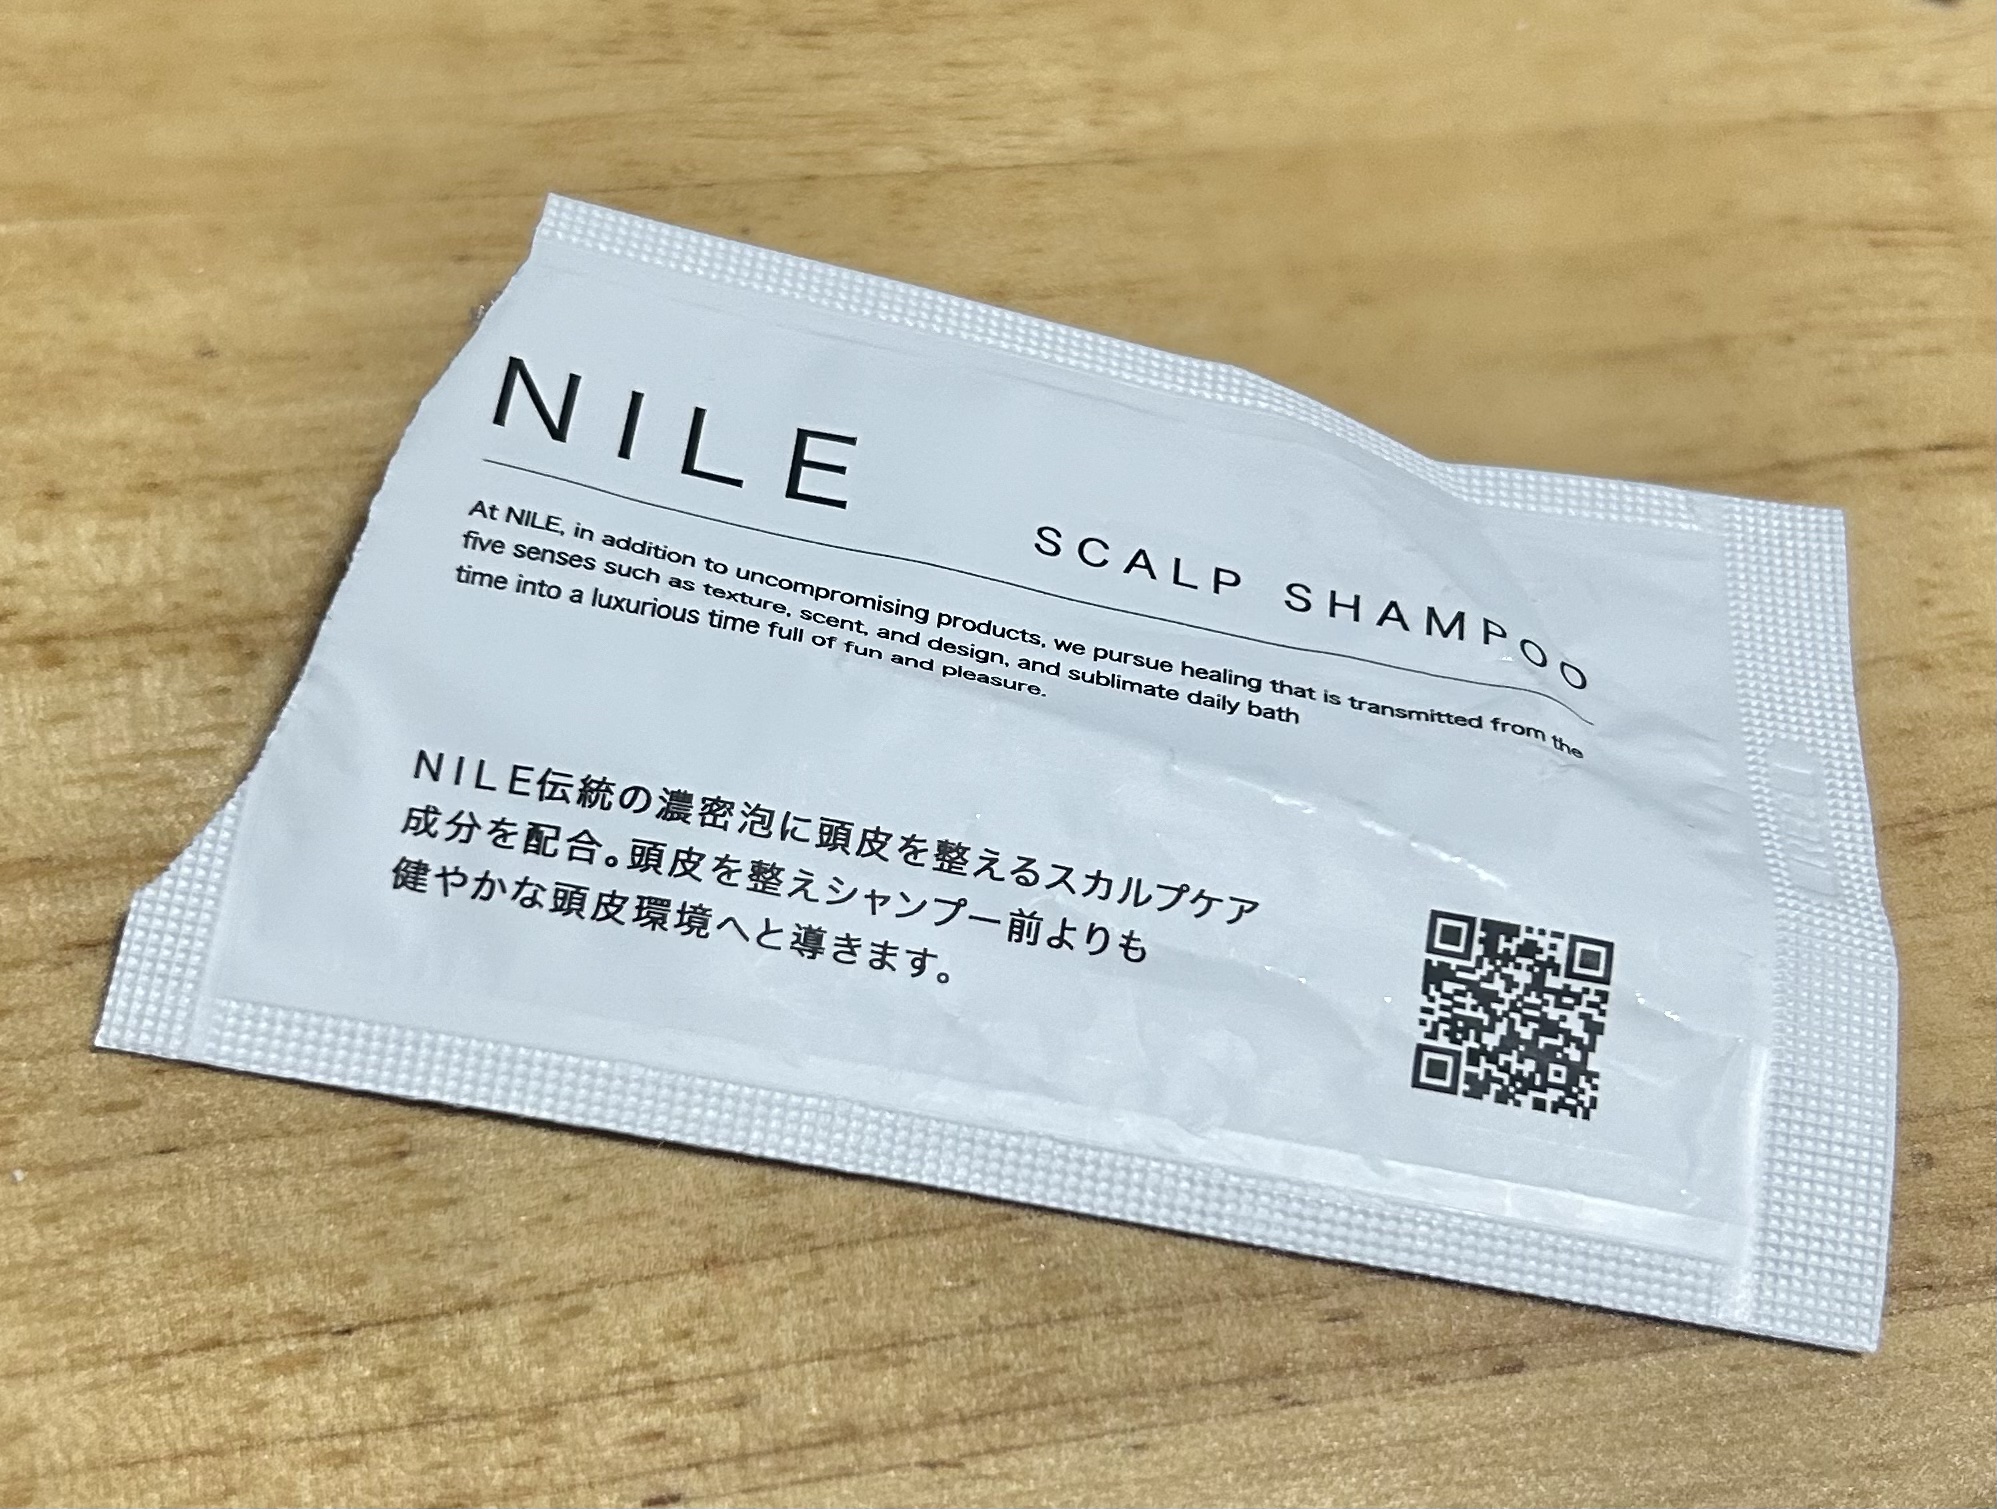 NILE
SCALP SHAMPOO
At NILE, in addition to uncompromising products, we pursue healing that is transmitted from the
five senses such as texture, scent, and design, and sublimate daily bath
time into a luxurious time full of fun and pleasure.
NILE伝統の濃密泡に頭皮を整えるスカルプケア
成分を配合。頭皮を整えシャンプー前よりも
健やかな頭皮環境へと導きます。